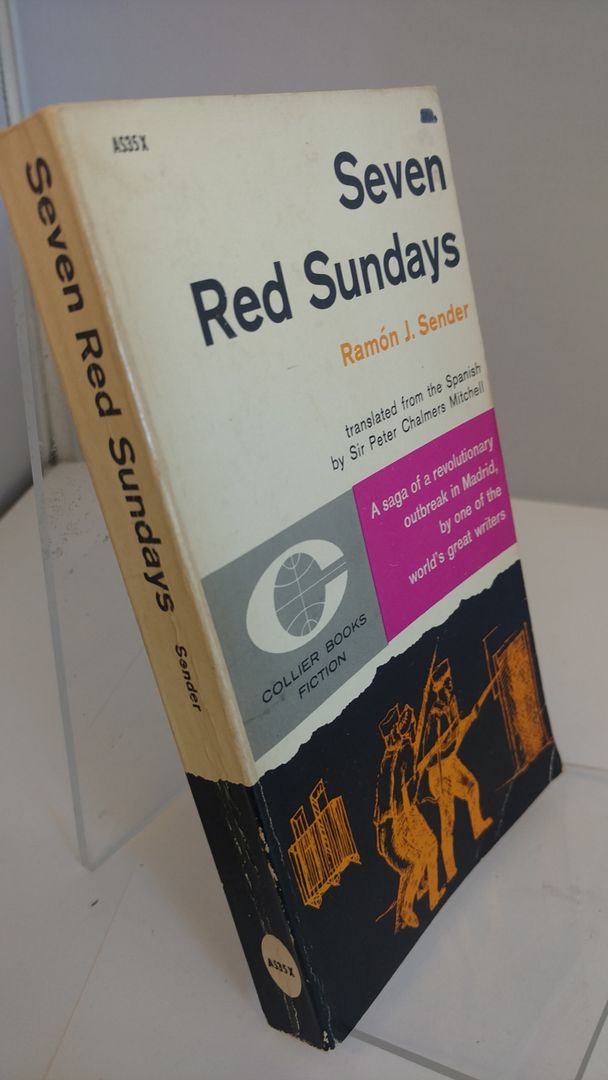 AS35X
Seven
Red Sundays
Ramón J. Sender
translated from the Spanish
by Sir Peter Chalmers Mitchell
A saga of a revolutionary
outbreak in Madrid,
by one of the
world's great writers
COLLIER BOOKS
FICTION
Seven Red Sundays Sender
AS35X